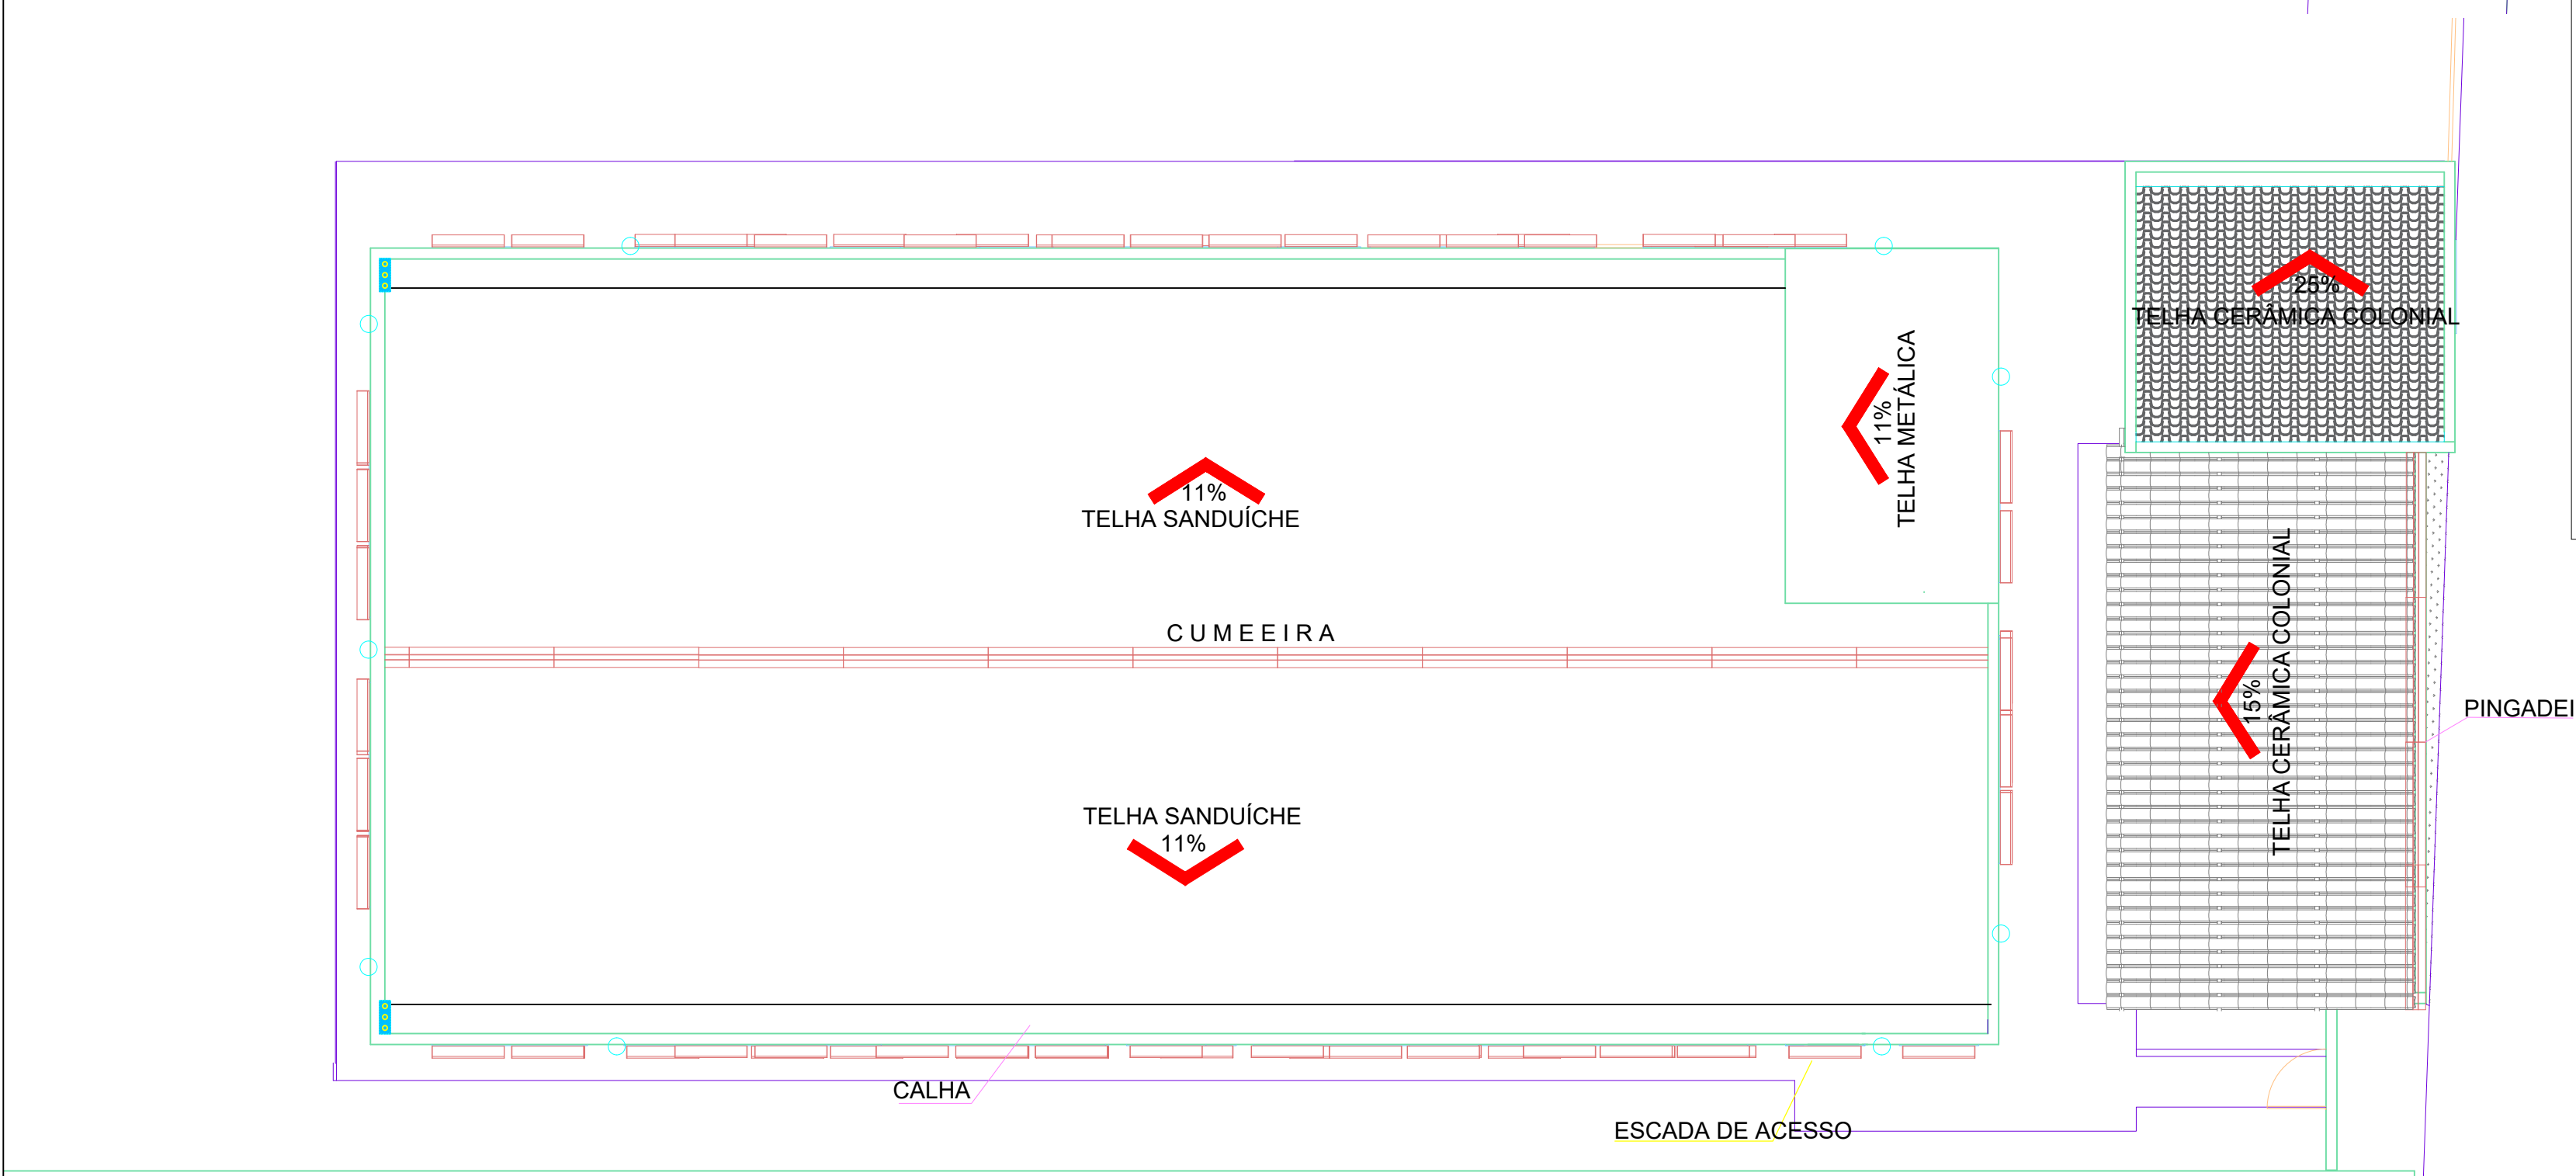 25%
TELHA CERÂMICA COLONIAL
11%
TELHA METÁLICA
11%
TELHA SANDUÍCHE
CUMEEIRA
TELHA SANDUÍCHE
11%
15%
TELHA CERÂMICA COLONIAL
PINGADEI
CALHA
ESCADA DE ACESSO